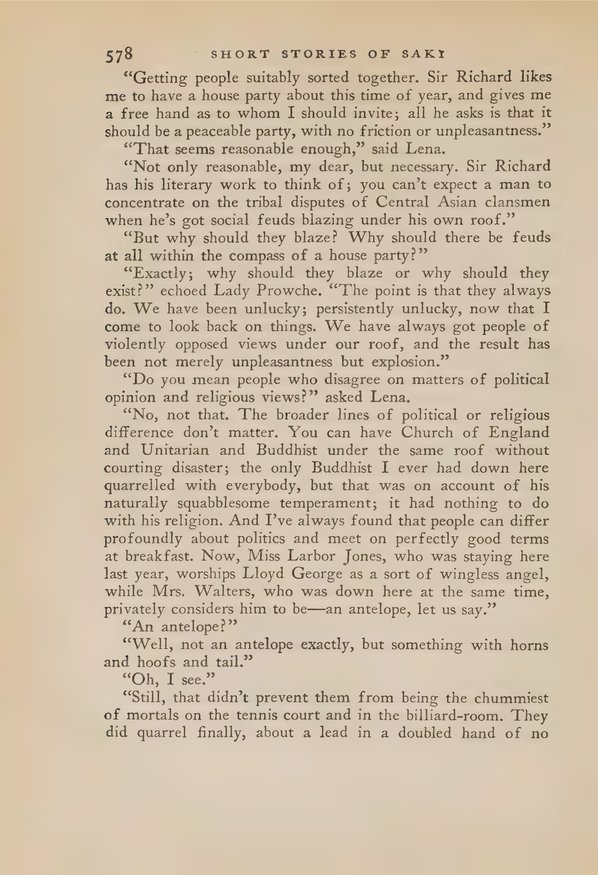 578 SHORT STORIES OF SAKI
“Getting people suitably sorted together. Sir Richard likes
me to have a house party about this time of year, and gives me
a free hand as to whom I should invite; all he asks is that it
should be a peaceable party, with no friction or unpleasantness.”
“That seems reasonable enough,” said Lena.
“Not only reasonable, my dear, but necessary. Sir Richard
has his literary work to think of; you can’t expect a man to
concentrate on the tribal disputes of Central Asian clansmen
when he’s got social feuds blazing under his own roof.”
“But why should they blaze? Why should there be feuds
at all within the compass of a house party?”
“Exactly; why should they blaze or why should they
exist?” echoed Lady Prowche. “The point is that they always
do. We have been unlucky; persistently unlucky, now that I
come to look back on things. We have always got people of
violently opposed views under our roof, and the result has
been not merely unpleasantness but explosion.”
“Do you mean people who disagree on matters of political
opinion and religious views?” asked Lena.
“No, not that. The broader lines of political or religious
difference don’t matter. You can have Church of England
and Unitarian and Buddhist under the same roof without
courting disaster; the only Buddhist I ever had down here
quarrelled with everybody, but that was on account of his
naturally squabblesome temperament; it had nothing to do
with his religion. And I’ve always found that people can differ
profoundly about politics and meet on perfectly good terms
at breakfast. Now, Miss Larbor Jones, who was staying here
last year, worships Lloyd George as a sort of wingless angel,
while Mrs. Walters, who was down here at the same time,
privately considers him to be—an antelope, let us say.”
“An antelope?”
“Well, not an antelope exactly, but something with horns
and hoofs and tail.”
“Oh, I see.”
“Still, that didn’t prevent them from being the chummiest
of mortals on the tennis court and in the billiard-room. They
did quarrel finally, about a lead in a doubled hand of no